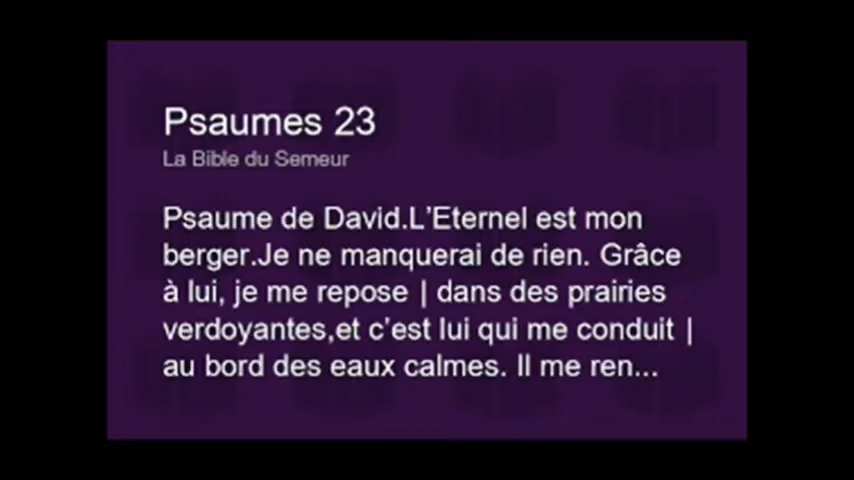 Psaumes 23
La Bible du Semeur
Psaume de David.L'Eternel est mon
berger.Je ne manquerai de rien. Grâce
à lui, je me repose | dans des prairies
verdoyantes,et c'est lui qui me conduit |
au bord des eaux calmes. Il me ren...